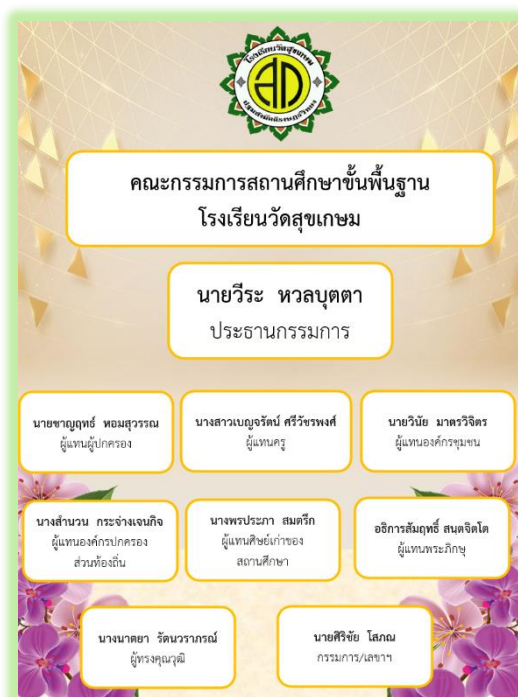 โรงเรียนวัดสุขเกษม
สก
คณะกรรมการสถานศึกษาขั้นพื้นฐาน
โรงเรียนวัดสุขเกษม
นายวีระ หวลบุตตา
ประธานกรรมการ
นายชาญฤทธ์ หอมสุวรรณ
ผู้แทนผู้ปกครอง
นางสาวเบญจรัตน์ ศรีวัชรพงศ์
ผู้แทนครู
นายวินัย มาตรวิจิตร
ผู้แทนองค์กรชุมชน
นางสำนวน กระจ่างเจนกิจ
ผู้แทนองค์กรปกครอง
ส่วนท้องถิ่น
นางพรประภา สมตรึก
ผู้แทนศิษย์เก่าของ
สถานศึกษา
อธิการสัมฤทธิ์ สนฺตจิตโต
ผู้แทนพระภิกษุ
นางนาตยา รัตนวราภรณ์
ผู้ทรงคุณวุฒิ
นายศิริชัย โสภณ
กรรมการ/เลขาฯ